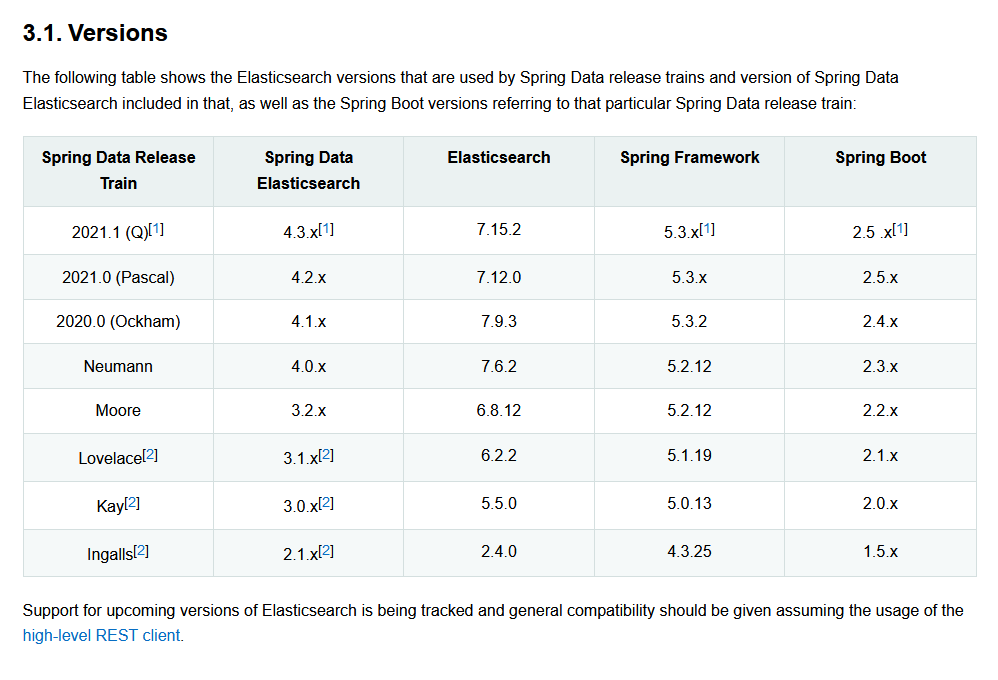 3.1. Versions
The following table shows the Elasticsearch versions that are used by Spring Data release trains and version of Spring Data
Elasticsearch included in that, as well as the Spring Boot versions referring to that particular Spring Data release train:
Spring Data Release Train Spring Data Elasticsearch Elasticsearch Spring Framework Spring Boot
2021.1 (Q)[1] 4.3.x[1] 7.15.2 5.3.x[1] 2.5 .x[1]
2021.0 (Pascal) 4.2.x 7.12.0 5.3.x 2.5.x
2020.0 (Ockham) 4.1.x 7.9.3 5.3.2 2.4.x
Neumann 4.0.x 7.6.2 5.2.12 2.3.x
Moore 3.2.x 6.8.12 5.2.12 2.2.x
Lovelace[2] 3.1.x[2] 6.2.2 5.1.19 2.1.x
Kay[2] 3.0.x[2] 5.5.0 5.0.13 2.0.x
Ingalls[2] 2.1.x[2] 2.4.0 4.3.25 1.5.x
Support for upcoming versions of Elasticsearch is being tracked and general compatibility should be given assuming the usage of the
high-level REST client.